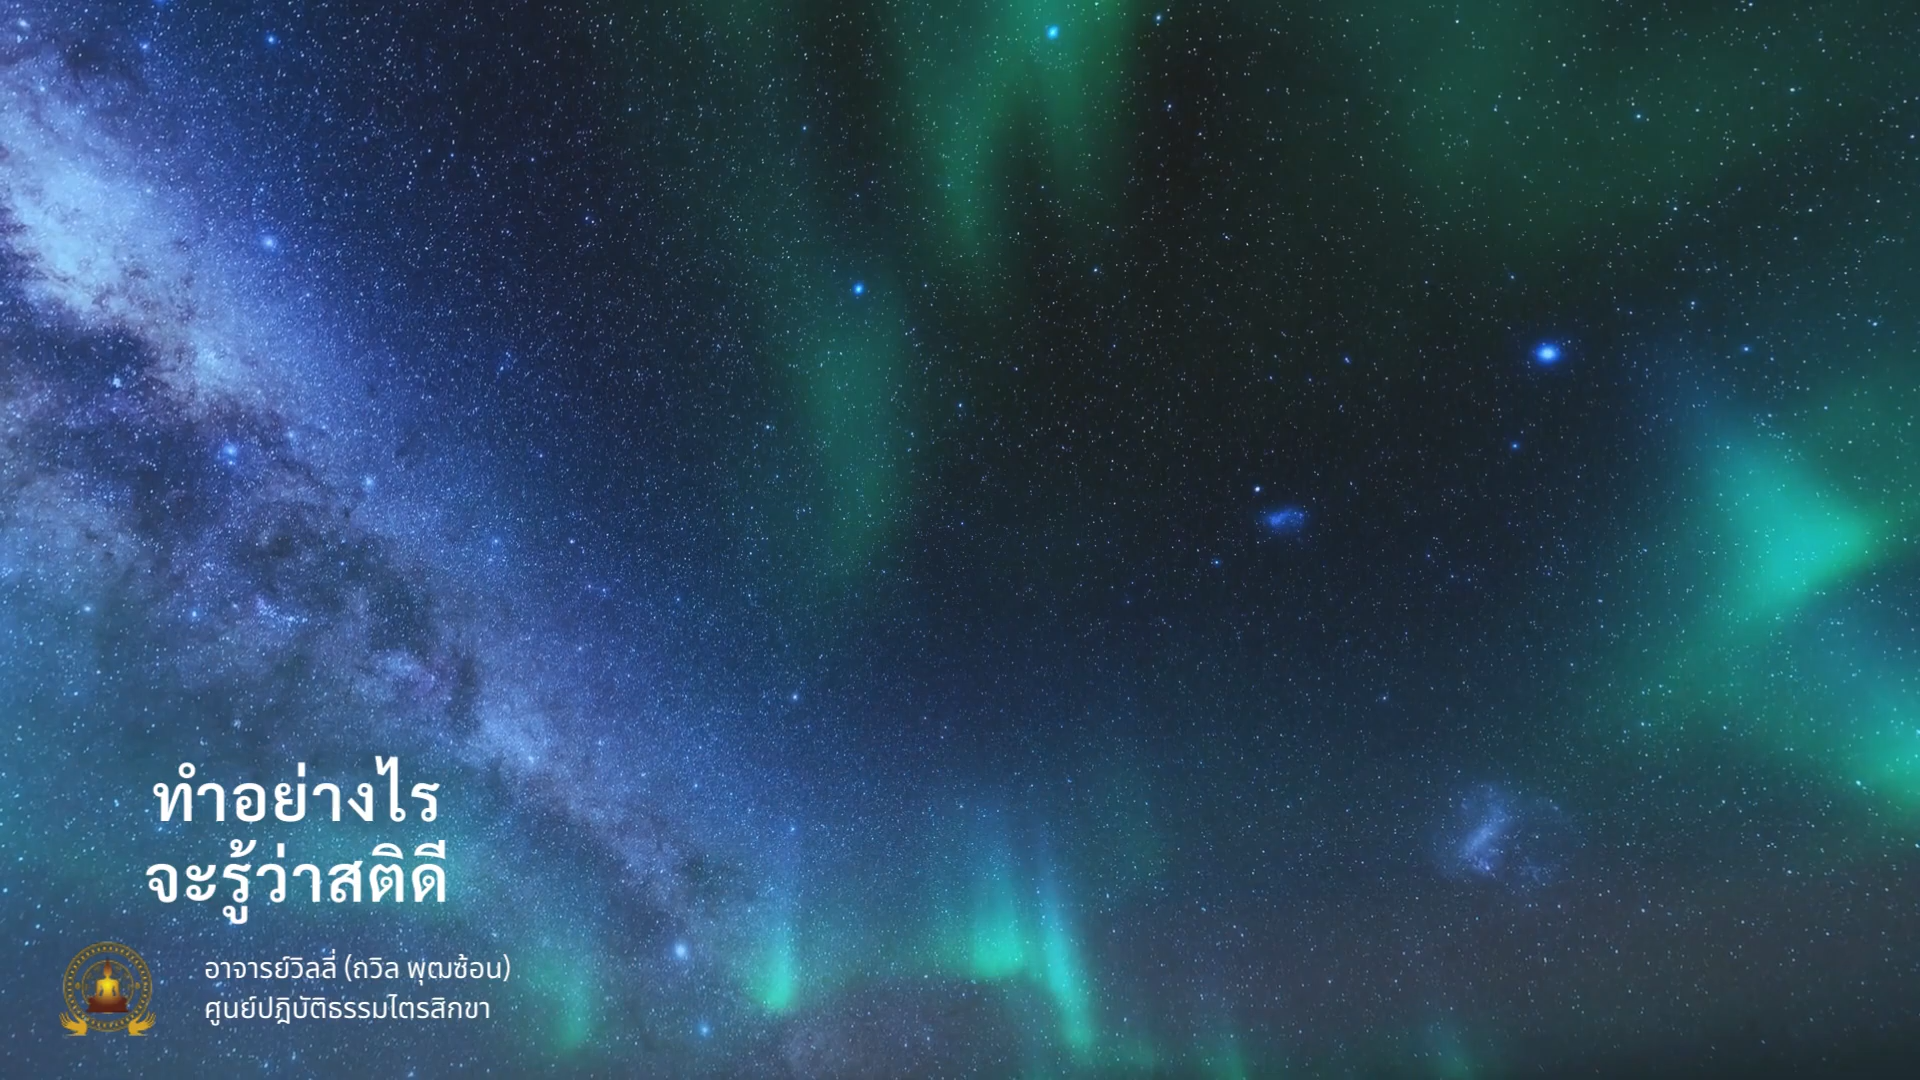 ทำอย่างไร
จะรู้ว่าสติดี
อาจารย์วิลลี่ (ถวิล พุฒซ้อน)
ศูนย์ปฎิบัติธรรมไตรสิกขา